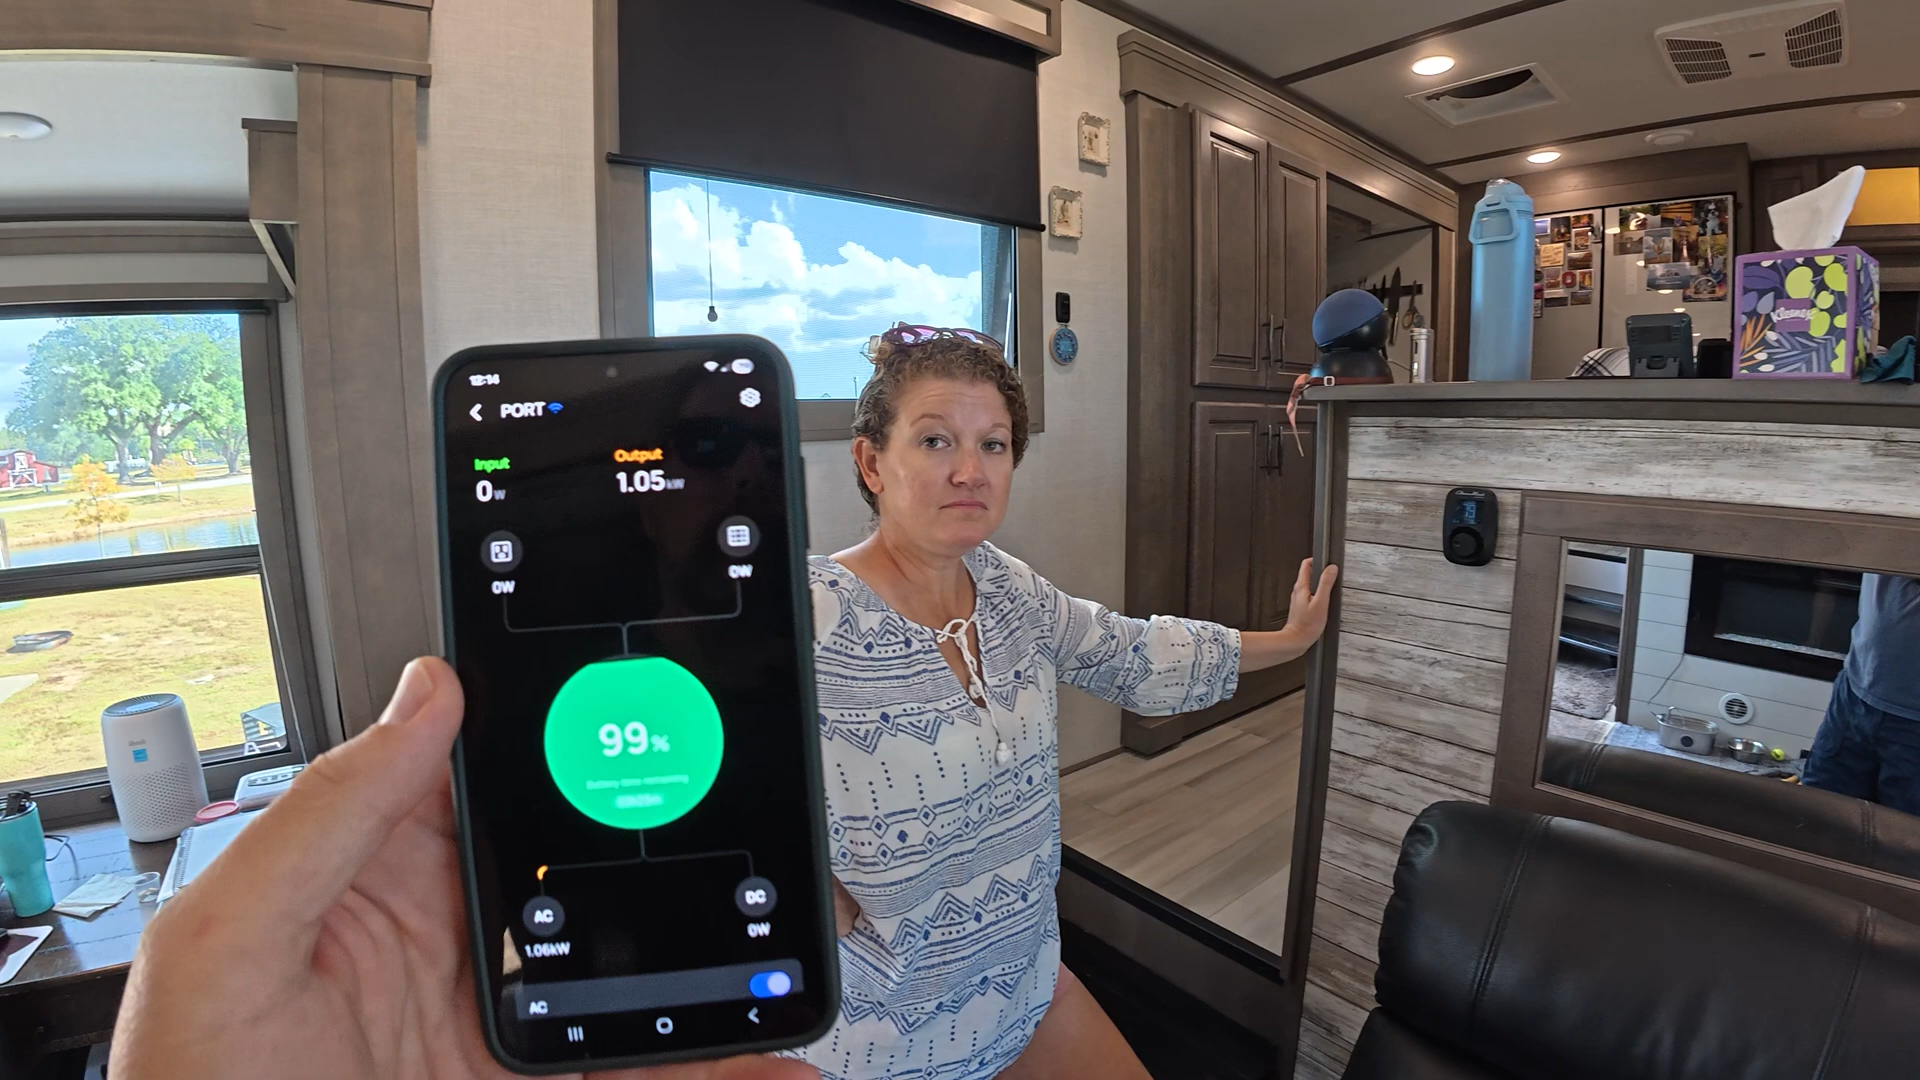 12:14
PORT
Input
Output
0W
1.05kW
0W
0W
99%
Battery time remaining
AC
DC
1.06kW
0W
AC
Kleenex